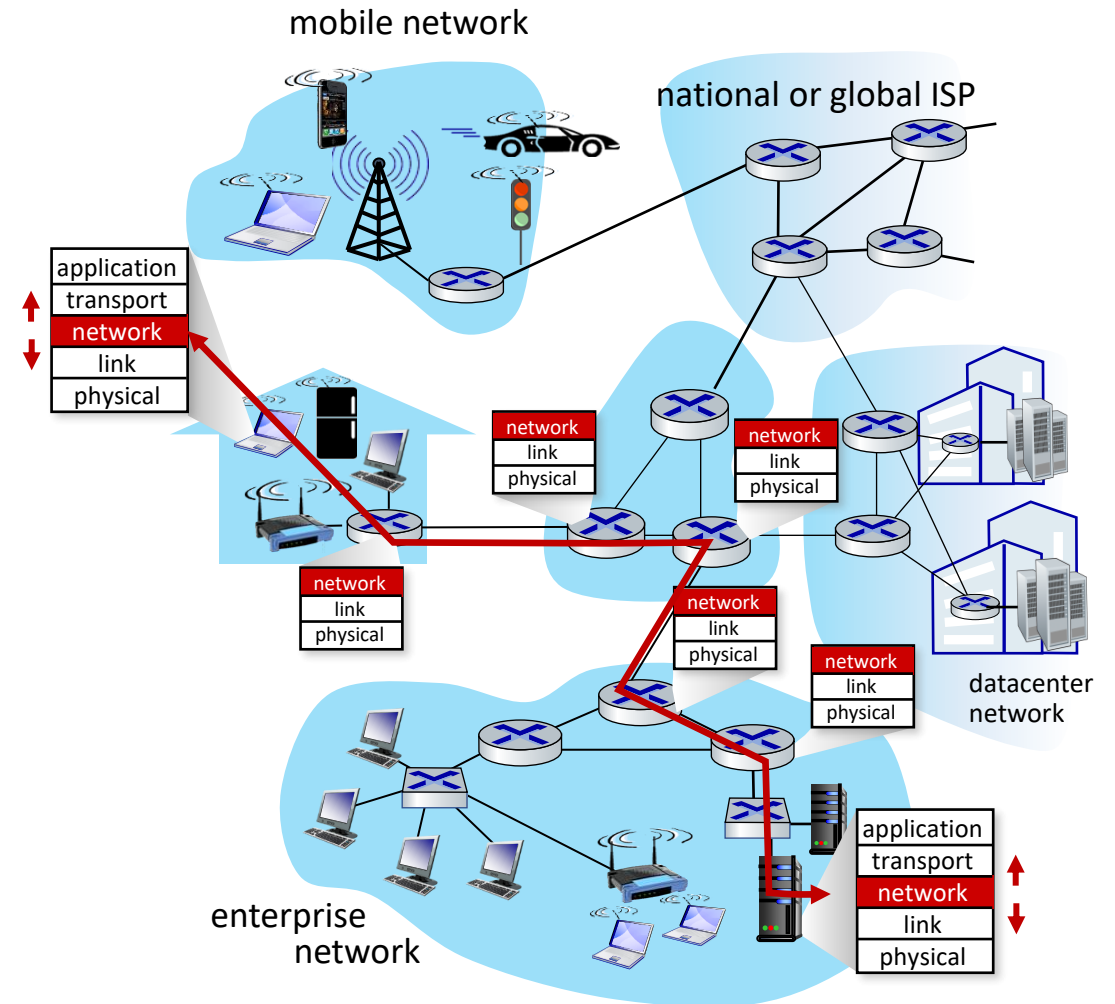 mobile network
national or global ISP
application
transport
network
link
physical
network
link
physical
network
link
physical
network
link
physical
network
link
physical
network
link
physical
datacenter
network
application
transport
network
link
physical
enterprise
network